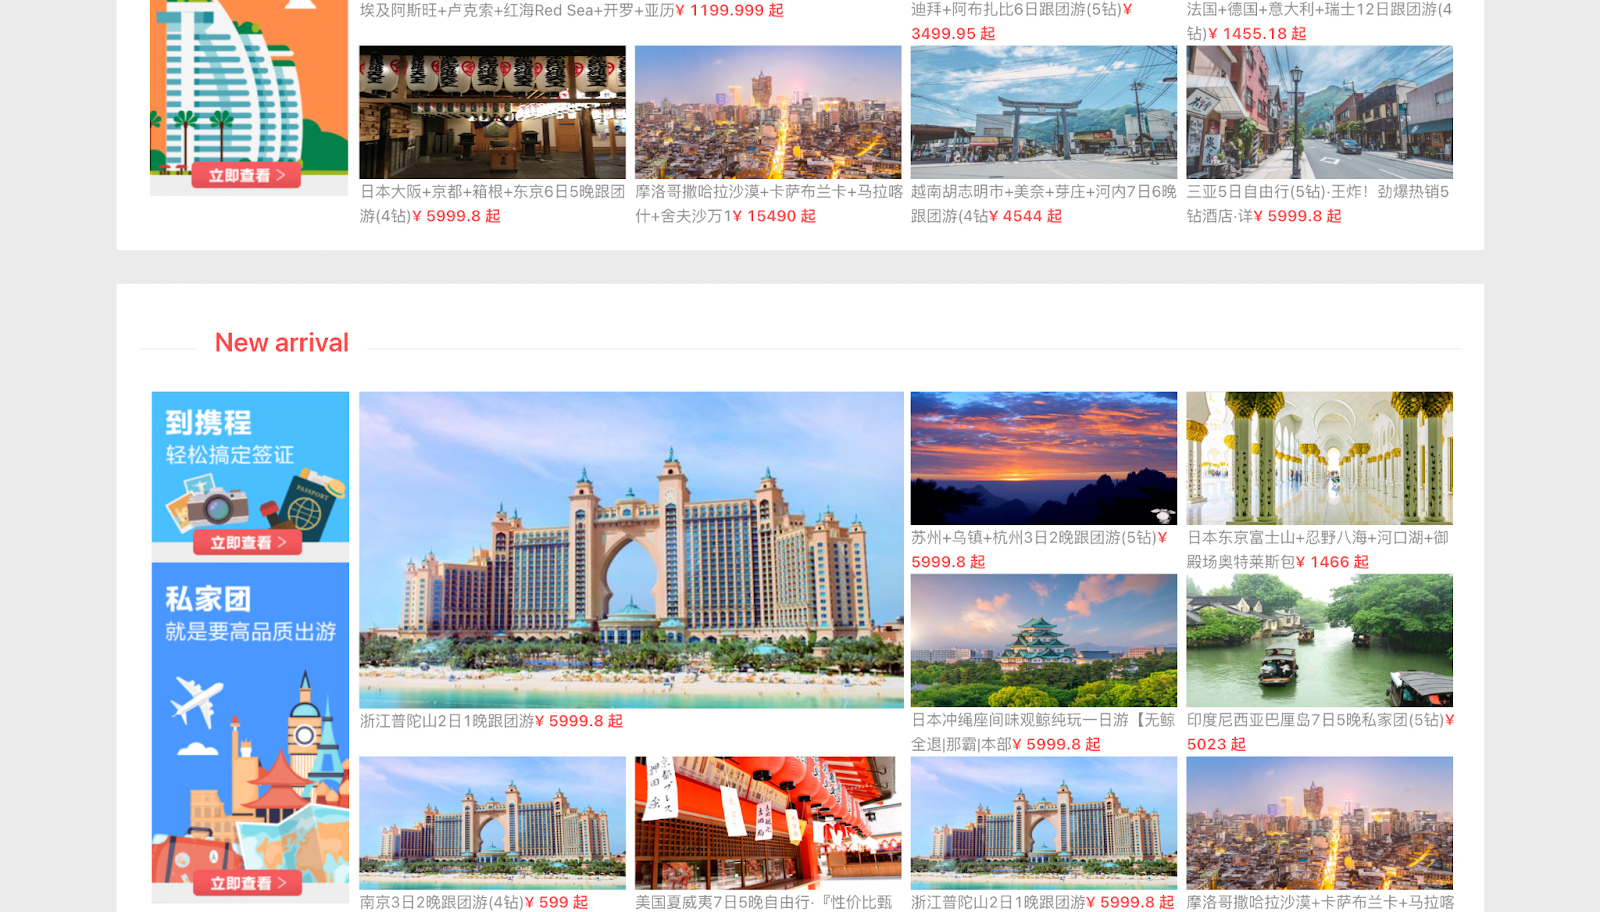 埃及阿斯旺+卢克索+红海Red Sea+开罗+亚历¥ 1199.999 起
迪拜+阿布扎比6日跟团游(5钻)¥
3499.95 起
法国+德国+意大利+瑞士12日跟团游(4
钻)¥ 1455.18 起
立即查看 >
日本大阪+京都+箱根+东京6日5晚跟团
游(4钻)¥ 5999.8 起
摩洛哥撒哈拉沙漠+卡萨布兰卡+马拉喀
什+舍夫沙万1¥ 15490 起
越南胡志明市+美奈+芽庄+河内7日6晚
跟团游(4钻¥ 4544 起
三亚5日自由行(5钻)·王炸！劲爆热销5
钻酒店·详¥ 5999.8 起
New arrival
到携程
轻松搞定签证
PASSPORT
立即查看 >
私家团
就是要高品质出游
立即查看 >
浙江普陀山2日1晚跟团游¥ 5999.8 起
苏州+乌镇+杭州3日2晚跟团游(5钻)¥
5999.8 起
日本东京富士山+忍野八海+河口湖+御
殿场奥特莱斯包¥ 1466 起
日本冲绳座间味观鲸纯玩一日游【无鲸
全退|那霸|本部¥ 5999.8 起
印度尼西亚巴厘岛7日5晚私家团(5钻)¥
5023 起
南京3日2晚跟团游(4钻)¥ 599 起
美国夏威夷7日5晚自由行·『性价比甄
浙江普陀山2日1晚跟团游¥ 5999.8 起
摩洛哥撒哈拉沙漠+卡萨布兰卡+马拉喀